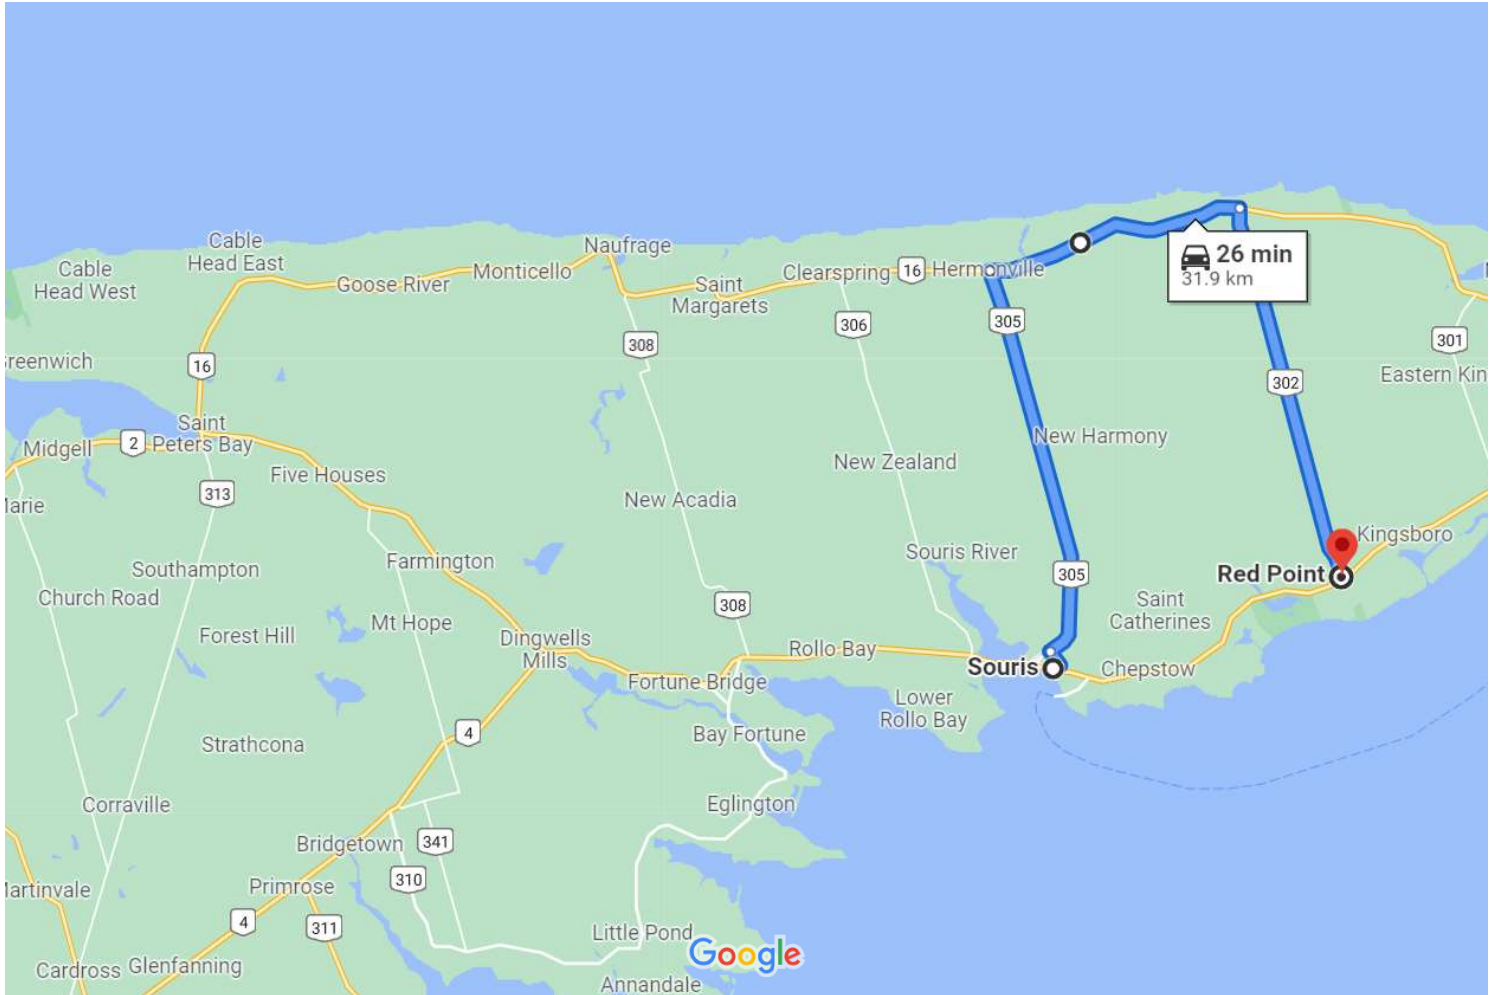 Cable
Head East
Naufrage
Cable
Head West
Goose River
Monticello
Saint
Margarets
Clearspring
16
Hermonville
26 min
31.9 km
308
306
305
301
16
302
Eastern Kin
reenwich
Saint
Peters Bay
Midgell
2
Five Houses
New Harmony
New Zealand
313
New Acadia
arie
Kingsboro
Souris River
Farmington
Southampton
305
Red Point
Church Road
308
Saint
Catherines
Forest Hill
Mt Hope
Dingwells
Mills
Rollo Bay
Souris
Chepstow
Fortune Bridge
Lower
Rollo Bay
4
Bay Fortune
Strathcona
Corraville
Eglington
Bridgetown
341
310
artinvale
Primrose
4
311
Little Pond
Google
Cardross
Glenfanning
Annandale